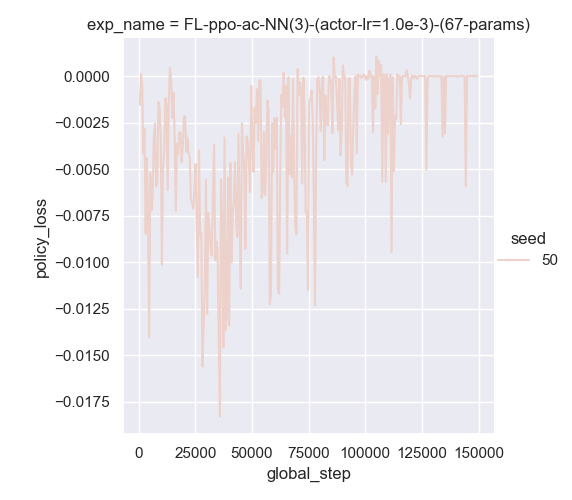 exp_name = FL-ppo-ac-NN(3)-(actor-lr=1.0e-3)-(67-params)
0.0000
−0.0025
−0.0050
−0.0075
−0.0100
−0.0125
−0.0150
−0.0175
policy_loss
0 25000 50000 75000 100000 125000 150000
global_step
seed
50